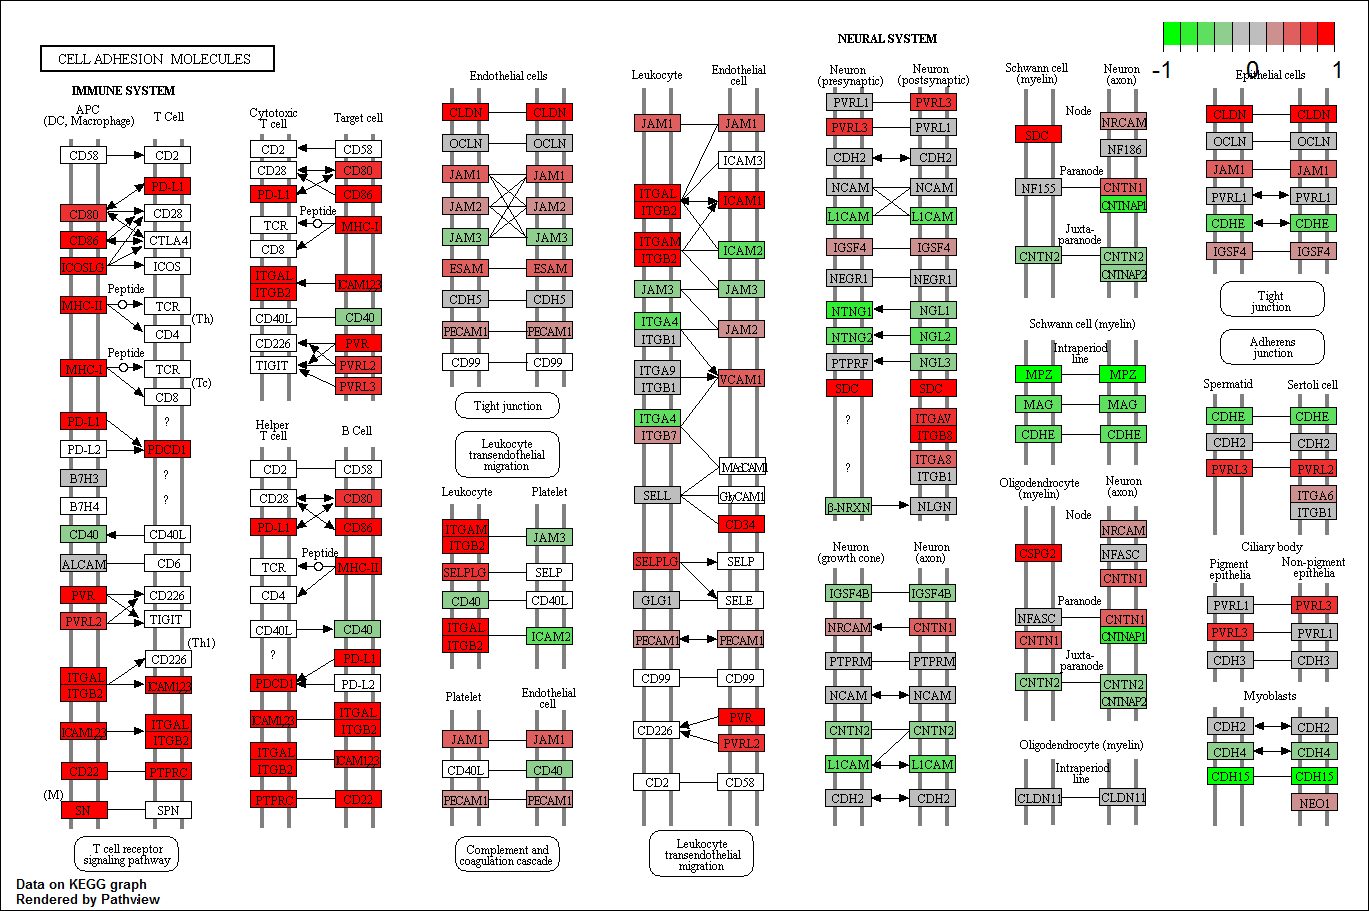 CELL ADHESION MOLECULES
NEURAL SYSTEM
-1 0 1
IMMUNE SYSTEM
APC
(DC, Macrophage)
T Cell
CD58
CD2
PD-L1
CD80
CD28
CD86
CTLA4
ICOSLG
ICOS
MHC-II
Peptide
TCR
(Th)
CD4
Peptide
MHC-I
TCR
(Tc)
CD8
PD-L1
?
PD-L2
PDCD1
B7H3
?
B7H4
?
CD40
CD40L
ALCAM
CD6
PVR
CD226
PVRL2
TIGIT
(Th1)
CD226
ITGAL
ITGB2
ICAM1,2,3
ICAM1,2,3
ITGAL
ITGB2
CD22
PTPRC
(M)
SN
SPN
T cell receptor
signaling pathway
Cytotoxic
T cell
Target cell
CD2
CD58
CD28
CD80
PD-L1
CD86
Peptide
TCR
MHC-I
CD8
ITGAL
ITGB2
ICAM1,2,3
CD40L
CD40
CD226
PVR
TIGIT
PVRL2
PVRL3
Helper
T cell
B Cell
CD2
CD58
CD28
CD80
PD-L1
CD86
Peptide
TCR
MHC-II
CD4
CD40L
CD40
?
PD-L1
PDCD1
PD-L2
ICAM1,2,3
ITGAL
ITGB2
ITGAL
ITGB2
ICAM1,2,3
PTPRC
CD22
Endothelial cells
CLDN
CLDN
OCLN
OCLN
JAM1
JAM1
JAM2
JAM2
JAM3
JAM3
ESAM
ESAM
CDH5
CDH5
PECAM1
PECAM1
CD99
CD99
Tight junction
Leukocyte
transendothelial
migration
Leukocyte
Platelet
ITGAM
ITGB2
JAM3
SELPLG
SELP
CD40
CD40L
ITGAL
ITGB2
ICAM2
Platelet
Endothelial
cell
JAM1
JAM1
CD40L
CD40
PECAM1
PECAM1
Complement and
coagulation cascade
Leukocyte
Endothelial
cell
JAM1
JAM1
ICAM3
ITGAL
ITGB2
ICAM1
ITGAM
ITGB2
ICAM2
JAM3
JAM3
ITGA4
ITGB1
JAM2
ITGA9
ITGB1
VCAM1
ITGA4
ITGB7
MAdCAM1
SELL
GlyCAM1
CD34
SELPLG
SELP
GLG1
SELE
PECAM1
PECAM1
CD99
CD99
PVR
CD226
PVRL2
CD2
CD58
Leukocyte
transendothelial
migration
Neuron
(presynaptic)
Neuron
(postsynaptic)
PVRL1
PVRL3
PVRL3
PVRL1
CDH2
CDH2
NCAM
NCAM
L1CAM
L1CAM
IGSF4
IGSF4
NEGR1
NEGR1
NTNG1
NGL1
NTNG2
NGL2
PTPRF
NGL3
SDC
SDC
?
ITGAV
ITGB8
?
ITGA8
ITGB1
β-NRXN
NLGN
Neuron
(growth cone)
Neuron
(axon)
IGSF4B
IGSF4B
NRCAM
CNTN1
PTPRM
PTPRM
NCAM
NCAM
CNTN2
CNTN2
L1CAM
L1CAM
CDH2
CDH2
Schwann cell
(myelin)
Neuron
(axon)
Node
SDC
NRCAM
NF186
Paranode
NF155
CNTN1
CNTNAP1
Juxta-
paranode
CNTN2
CNTN2
CNTNAP2
Schwann cell (myelin)
Intraperiod
line
MPZ
MPZ
MAG
MAG
CDHE
CDHE
Oligodendrocyte
(myelin)
Neuron
(axon)
Node
CSPG2
NRCAM
NFASC
CNTN1
Paranode
NFASC
CNTN1
CNTN1
CNTNAP1
Juxta-
paranode
CNTN2
CNTN2
CNTNAP2
Oligodendrocyte (myelin)
Intraperiod
line
CLDN11
CLDN11
Epithelial cells
CLDN
CLDN
OCLN
OCLN
JAM1
JAM1
PVRL1
PVRL1
CDHE
CDHE
IGSF4
IGSF4
Tight
junction
Adherens
junction
Spermatid
Sertoli cell
CDHE
CDHE
CDH2
CDH2
PVRL3
PVRL2
ITGA6
ITGB1
Ciliary body
Pigment
epithelia
Non-pigment
epithelia
PVRL1
PVRL3
PVRL3
PVRL1
CDH3
CDH3
Myoblasts
CDH2
CDH2
CDH4
CDH4
CDH15
CDH15
NEO1
Data on KEGG graph
Rendered by Pathview